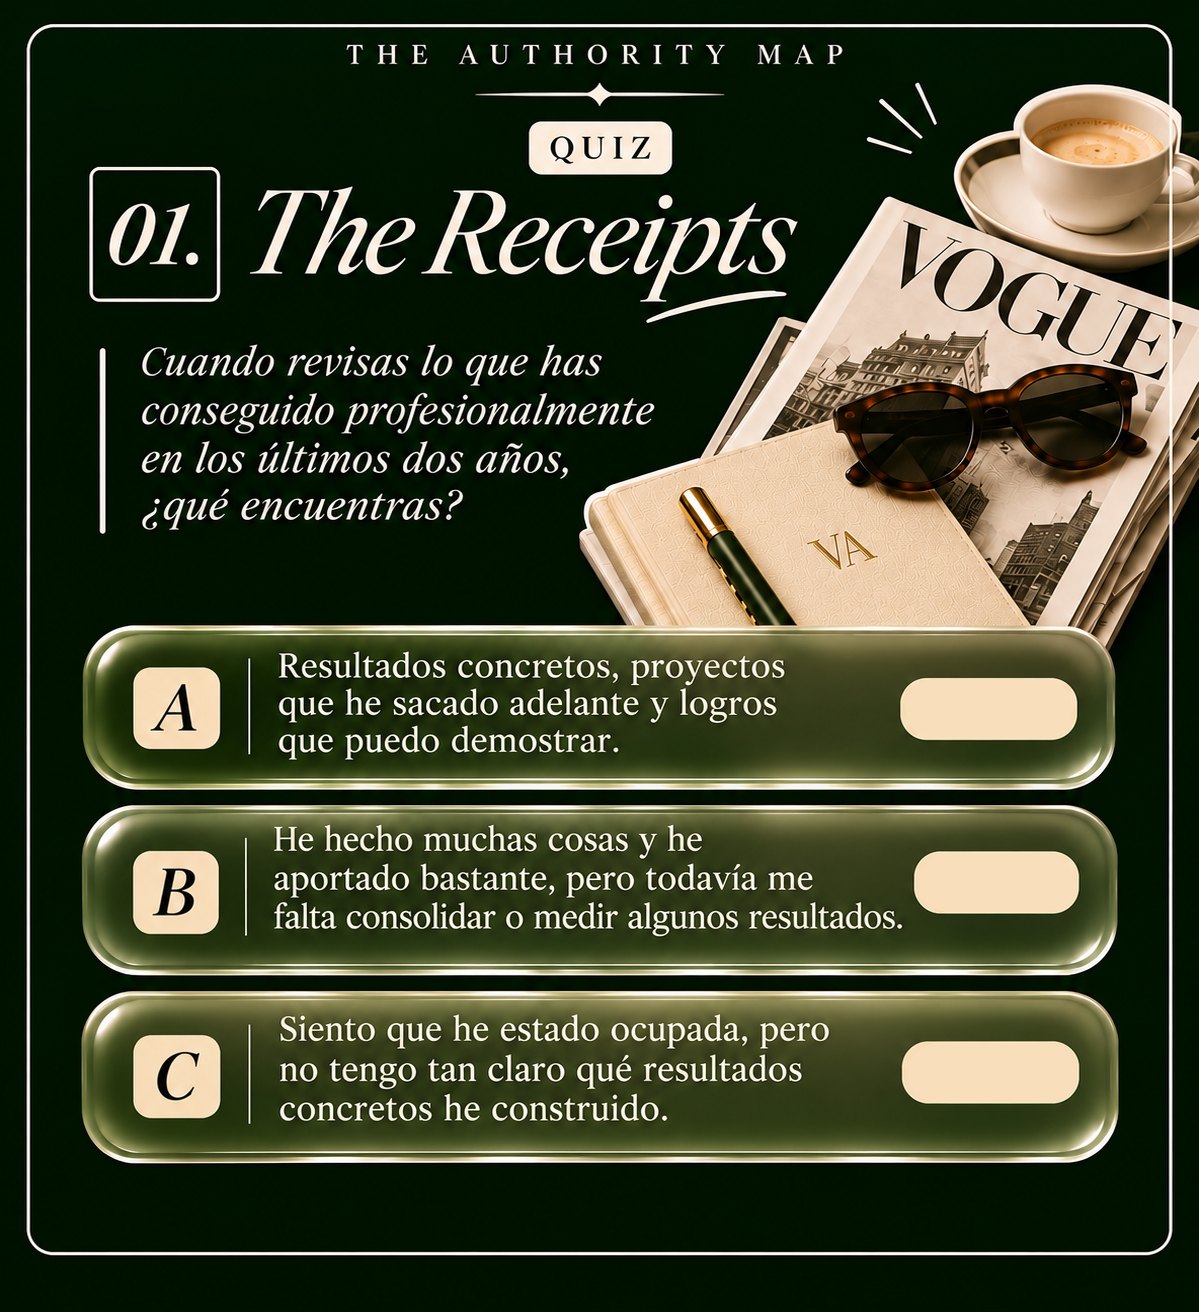 THE AUTHORITY MAP
QUIZ
01. The Receipts
VOGUE
Cuando revisas lo que has
conseguido profesionalmente
en los últimos dos años,
¿qué encuentras?
VA
A
Resultados concretos, proyectos
que he sacado adelante y logros
que puedo demostrar.
B
He hecho muchas cosas y he
aportado bastante, pero todavía me
falta consolidar o medir algunos resultados.
C
Siento que he estado ocupada, pero
no tengo tan claro qué resultados
concretos he construido.